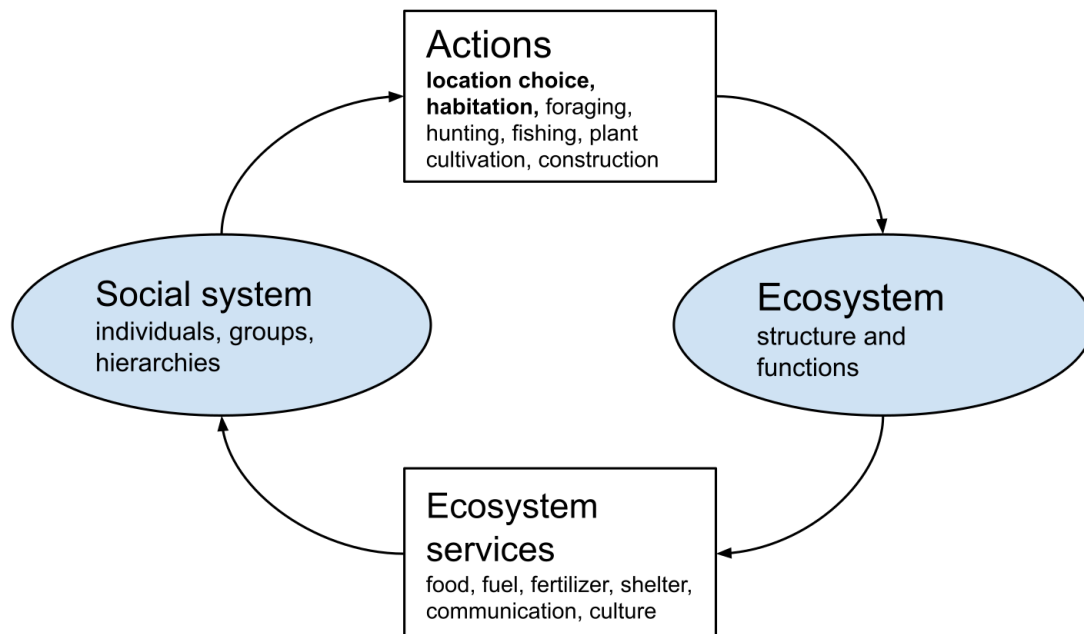 Actions
location choice,
habitation, foraging,
hunting, fishing, plant
cultivation, construction
Social system
individuals, groups,
hierarchies
Ecosystem
structure and
functions
Ecosystem
services
food, fuel, fertilizer, shelter,
communication, culture